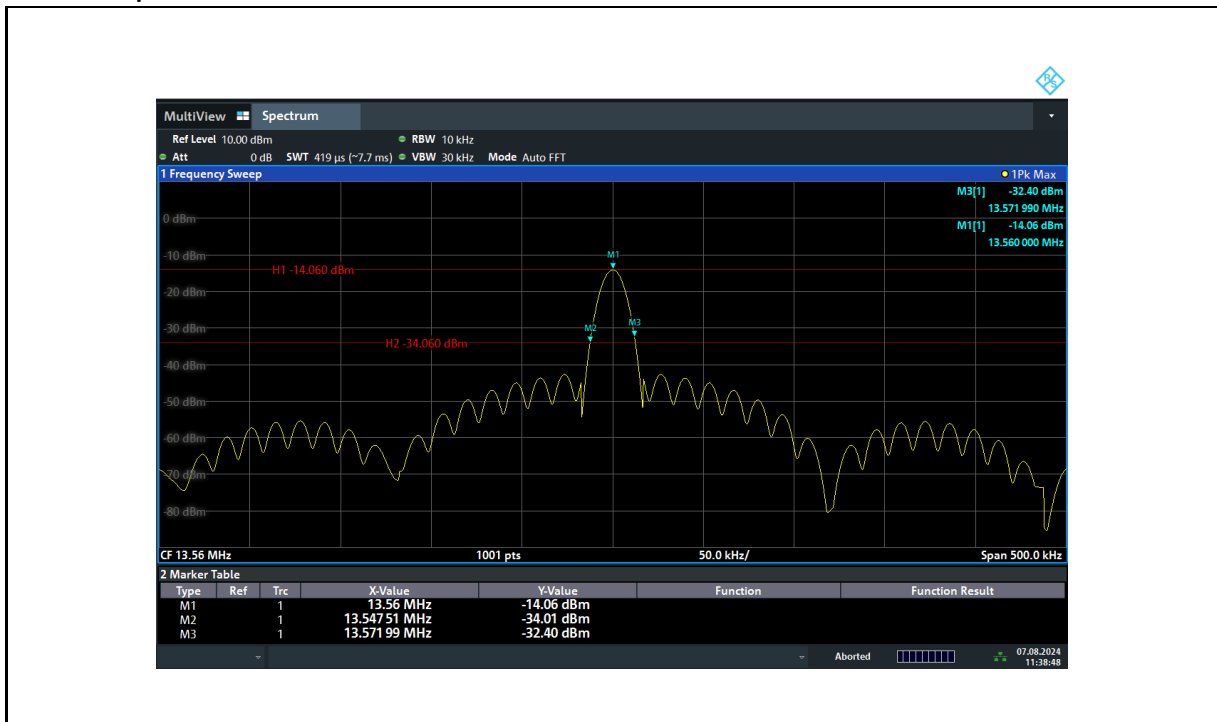 R S
MultiView Spectrum
Ref Level 10.00 dBm RBW 10 kHz
Att 0 dB SWT 419 µs (~7.7 ms) VBW 30 kHz Mode Auto FFT
1 Frequency Sweep 1Pk Max
M3[1] -32.40 dBm
13.571 990 MHz
0 dBm
M1[1] -14.06 dBm
13.560 000 MHz
-10 dBm
M1
H1 -14.060 dBm
-20 dBm
-30 dBm
M2 M3
H2 -34.060 dBm
-40 dBm
-50 dBm
-60 dBm
-70 dBm
-80 dBm
CF 13.56 MHz 1001 pts 50.0 kHz/ Span 500.0 kHz
2 Marker Table
Type Ref Trc X-Value Y-Value Function Function Result
M1 1 13.56 MHz -14.06 dBm
M2 1 13.547 51 MHz -34.01 dBm
M3 1 13.571 99 MHz -32.40 dBm
Aborted 07.08.2024
11:38:48